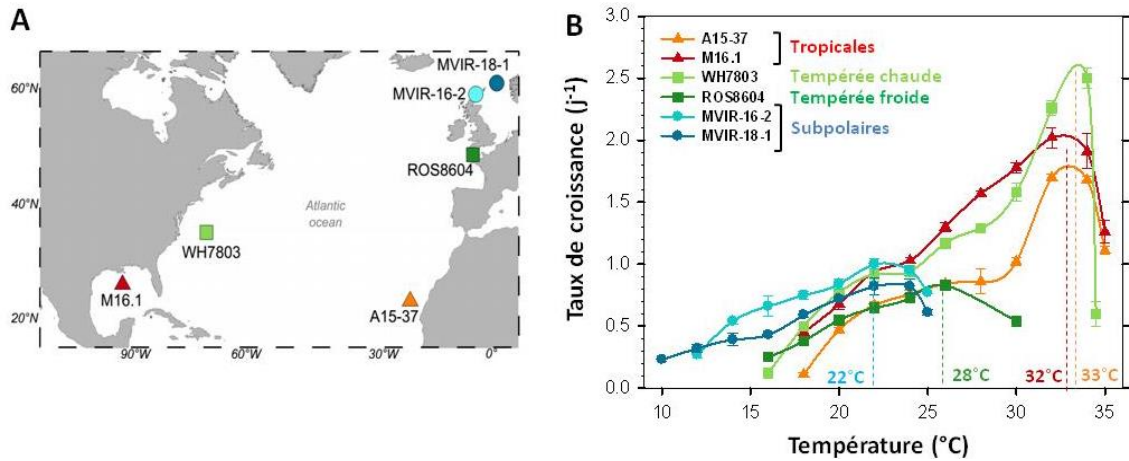 A
MVIR-18-1
60°N
MVIR-16-2
ROS8604
Atlantic
ocean
40°N
WH7803
M16.1
A15-37
20°N
90°W
60°W
30°W
0°
B
Taux de croissance (j-1)
3.0
2.5
2.0
1.5
1.0
0.5
0.0
A15-37
M16.1
Tropicales
WH7803 Tempérée chaude
ROS8604 Tempérée froide
MVIR-16-2
MVIR-18-1
Subpolaires
22°C
28°C
32°C
33°C
10 15 20 25 30 35
Température (°C)